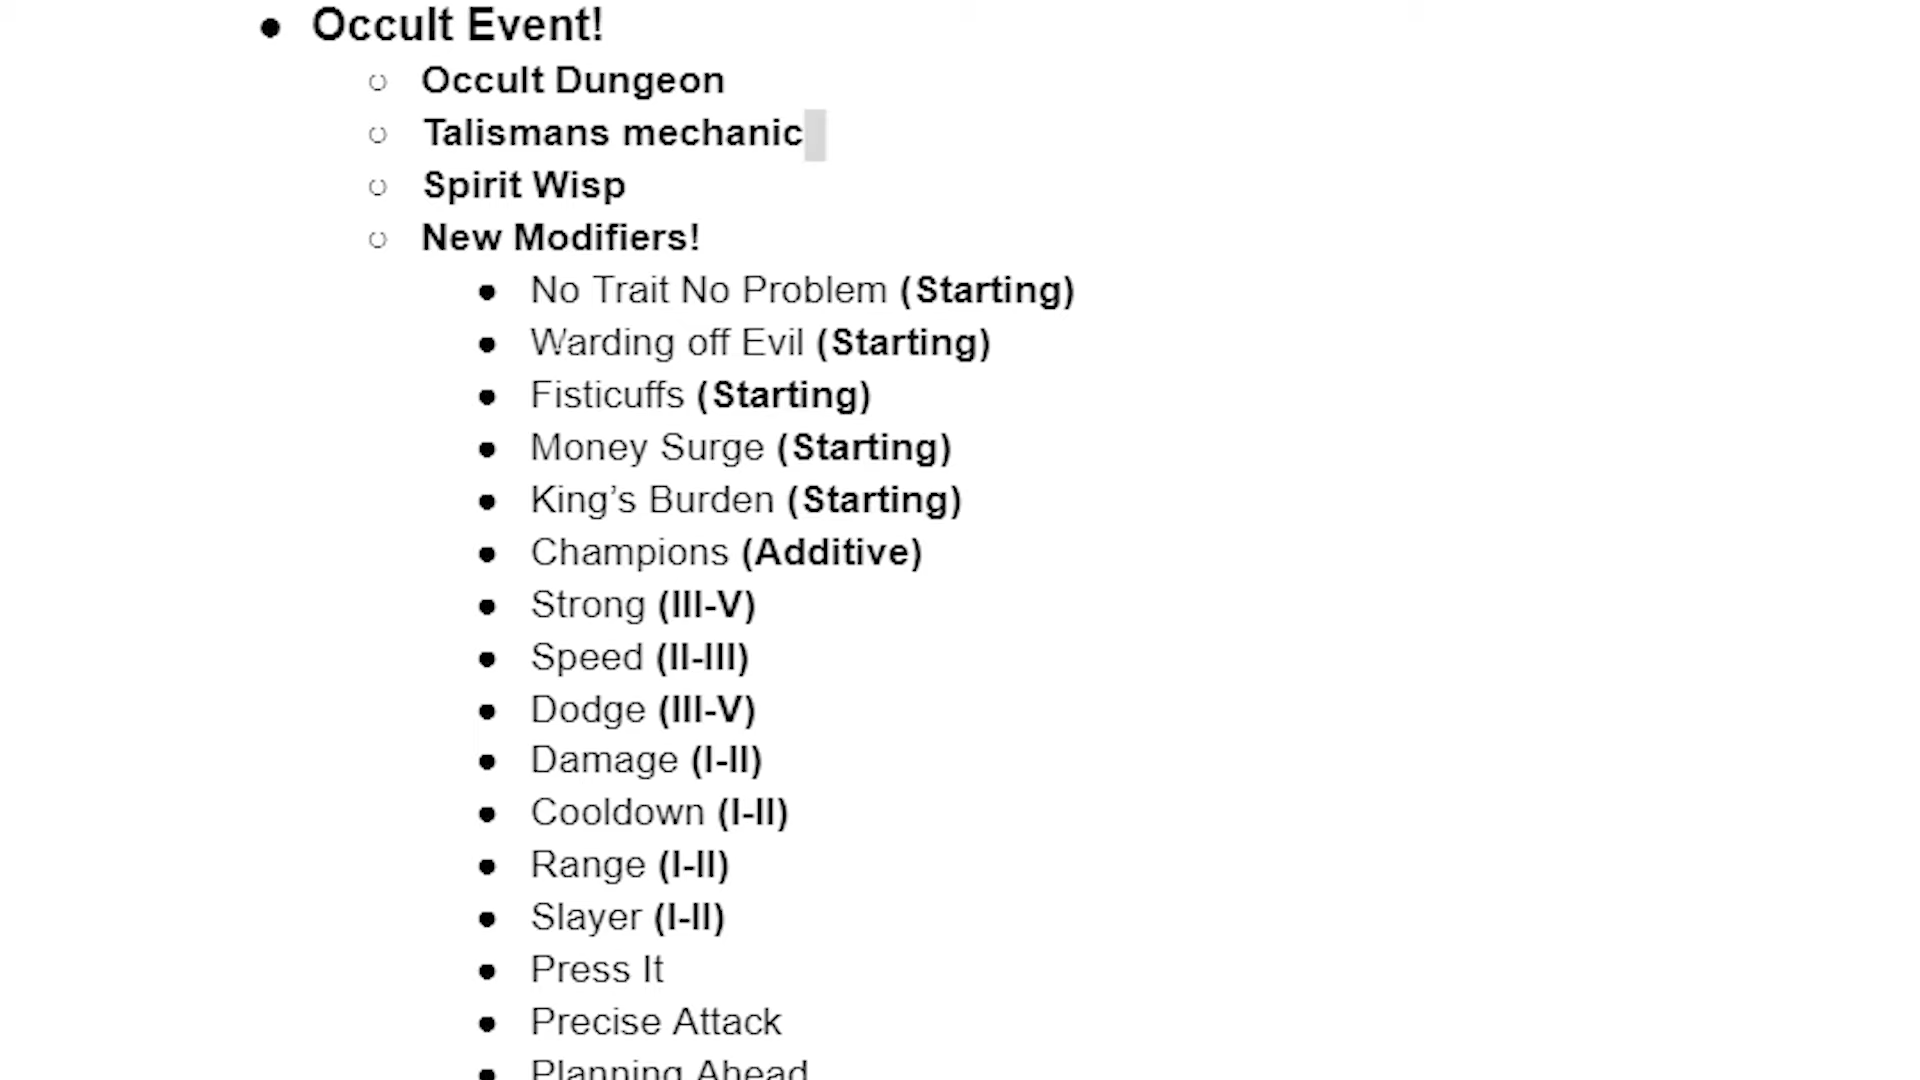 ● Occult Event!
○ Occult Dungeon
○ Talismans mechanic
○ Spirit Wisp
○ New Modifiers!
● No Trait No Problem (Starting)
● Warding off Evil (Starting)
● Fisticuffs (Starting)
● Money Surge (Starting)
● King’s Burden (Starting)
● Champions (Additive)
● Strong (III-V)
● Speed (II-III)
● Dodge (III-V)
● Damage (I-II)
● Cooldown (I-II)
● Range (I-II)
● Slayer (I-II)
● Press It
● Precise Attack
● Planning Ahead